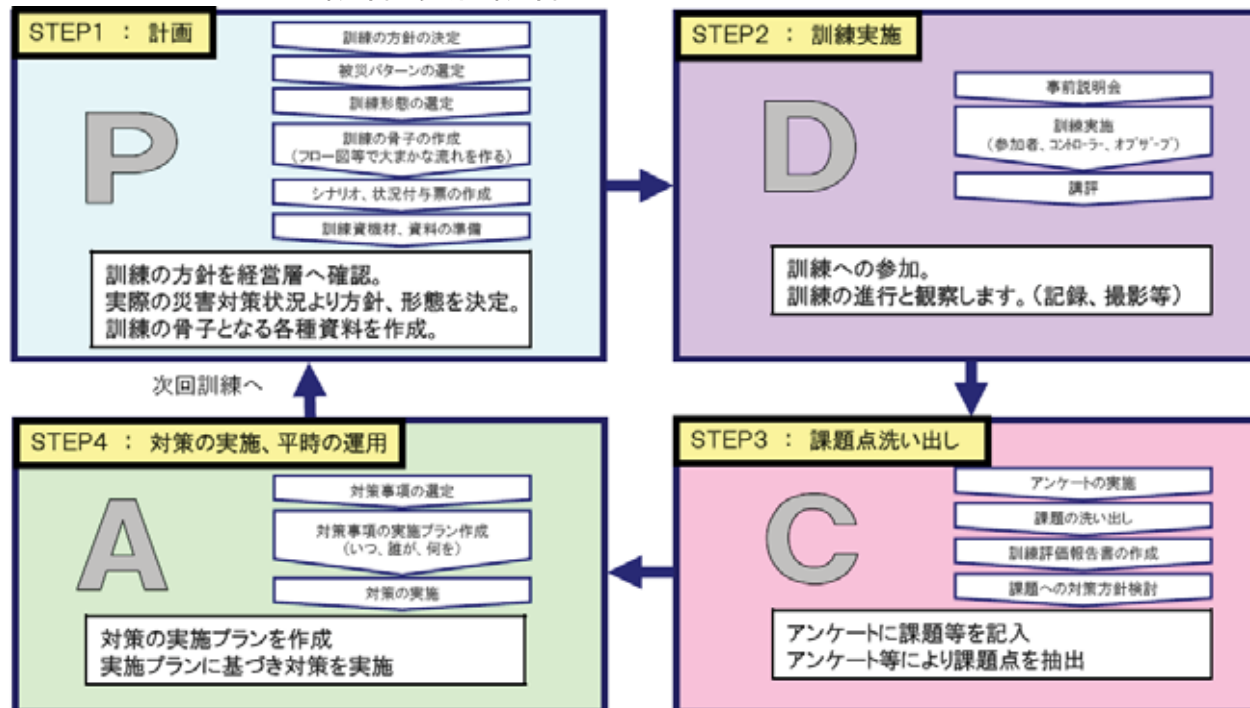 STEP1 : 計画
P
訓練の方針の決定
被災パターンの選定
訓練形態の選定
訓練の骨子の作成
(フロー図等で大まかな流れを作る)
シナリオ、状況付与票の作成
訓練資機材、資料の準備
訓練の方針を経営層へ確認。
実際の災害対策状況より方針、形態を決定。
訓練の骨子となる各種資料を作成。
STEP2 : 訓練実施
D
事前説明会
訓練実施
(参加者、コントローラー、オブザーブ)
講評
訓練への参加。
訓練の進行と観察します。(記録、撮影等)
STEP3 : 課題点洗い出し
C
アンケートの実施
課題の洗い出し
訓練評価報告書の作成
課題への対策方針検討
アンケートに課題等を記入
アンケート等により課題点を抽出
STEP4 : 対策の実施、平時の運用
A
対策事項の選定
対策事項の実施プラン作成
(いつ、誰が、何を)
対策の実施
対策の実施プランを作成
実施プランに基づき対策を実施
次回訓練へ